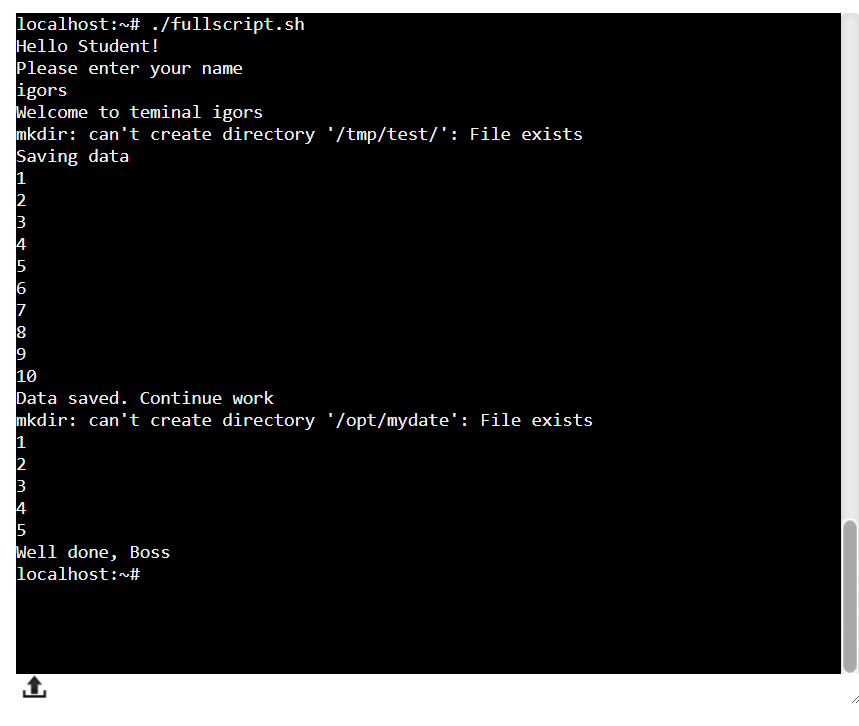 localhost:~# ./fullscript.sh
Hello Student!
Please enter your name
igors
Welcome to teminal igors
mkdir: can't create directory '/tmp/test/': File exists
Saving data
1
2
3
4
5
6
7
8
9
10
Data saved. Continue work
mkdir: can't create directory '/opt/mydate': File exists
1
2
3
4
5
Well done, Boss
localhost:~#